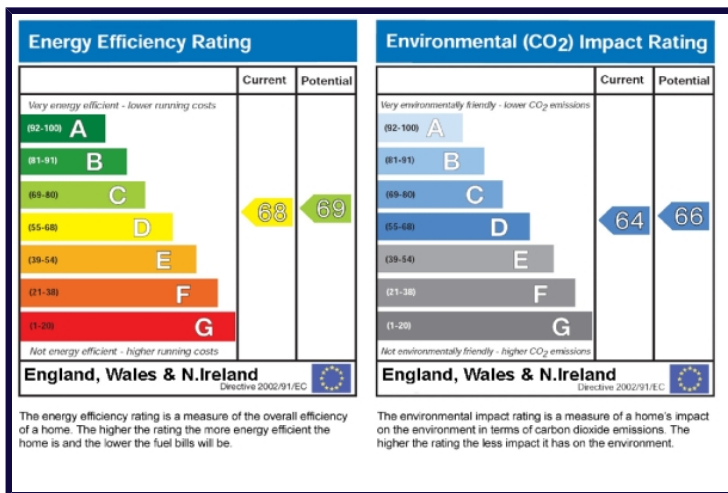 Energy Efficiency Rating
Current Potential
Very energy efficient - lower running costs
(92-100) A
(81-91) B
(69-80) C
(55-68) D
(39-54) E
(21-38) F
(1-20) G
68
69
Not energy efficient - higher running costs
England, Wales & N.Ireland
Directive 2002/91/EC
The energy efficiency rating is a measure of the overall efficiency
of a home. The higher the rating the more energy efficient the
home is and the lower the fuel bills will be.
Environmental (CO2) Impact Rating
Current Potential
Very environmentally friendly - lower CO2 emissions
(92-100) A
(81-91) B
(69-80) C
(55-68) D
(39-54) E
(21-38) F
(1-20) G
64
66
Not environmentally friendly - higher CO2 emissions
England, Wales & N.Ireland
Directive 2002/91/EC
The environmental impact rating is a measure of a home's impact
on the environment in terms of carbon dioxide emissions. The
higher the rating the less impact it has on the environment.